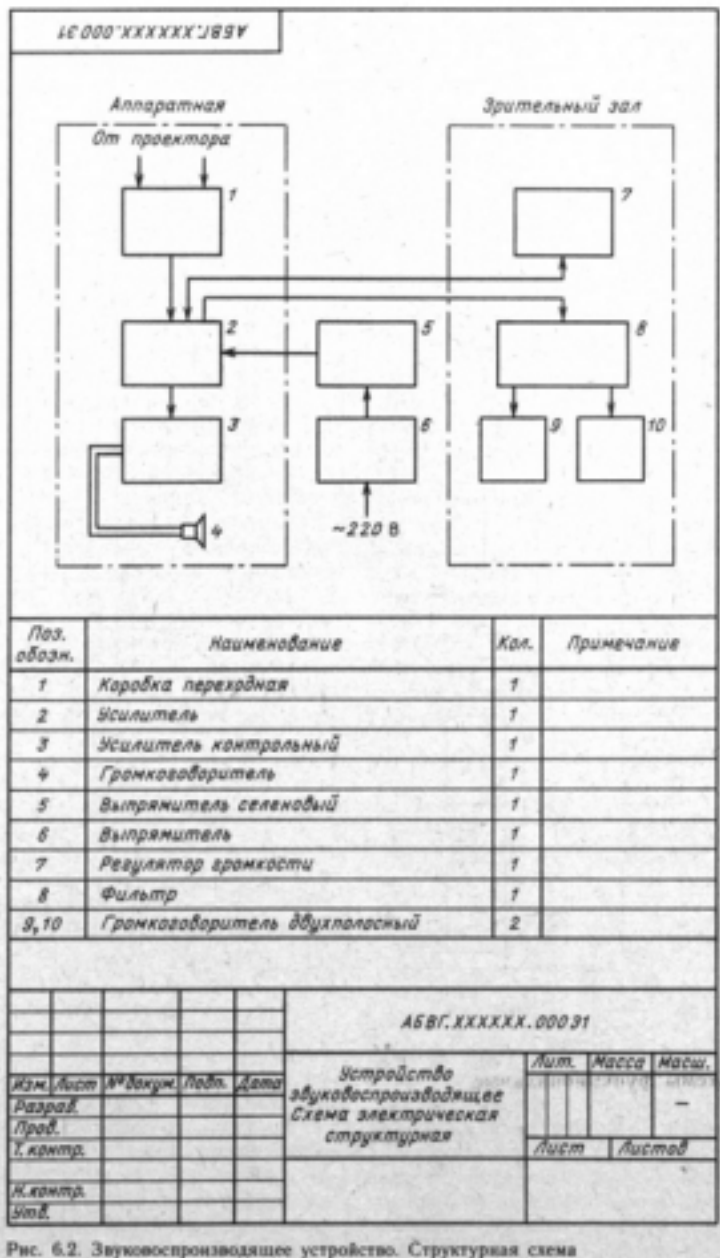 АБВГ.XXXXXX.000 Э1
Аппаратная
Зрительный зал
От проектора
1
7
2
5
8
3
6
9
10
4
~220 В
Поз. обозн. Наименование Кол. Примечание
1 Коробка переходная 1
2 Усилитель 1
3 Усилитель контрольный 1
4 Громкоговоритель 1
5 Выпрямитель селеновый 1
6 Выпрямитель 1
7 Регулятор громкости 1
8 Фильтр 1
9,10 Громкоговоритель двухполосный 2
АБВГ.XXXXXX.000 Э1
Изм. Лист № докум. Подп. Дата
Разраб.
Пров.
Т. контр.
Н. контр.
Утв.
Устройство
звуковоспроизводящее
Схема электрическая
структурная
Лит. Масса Масш.
–
Лист Листов
Рис. 6.2. Звуковоспроизводящее устройство. Структурная схема